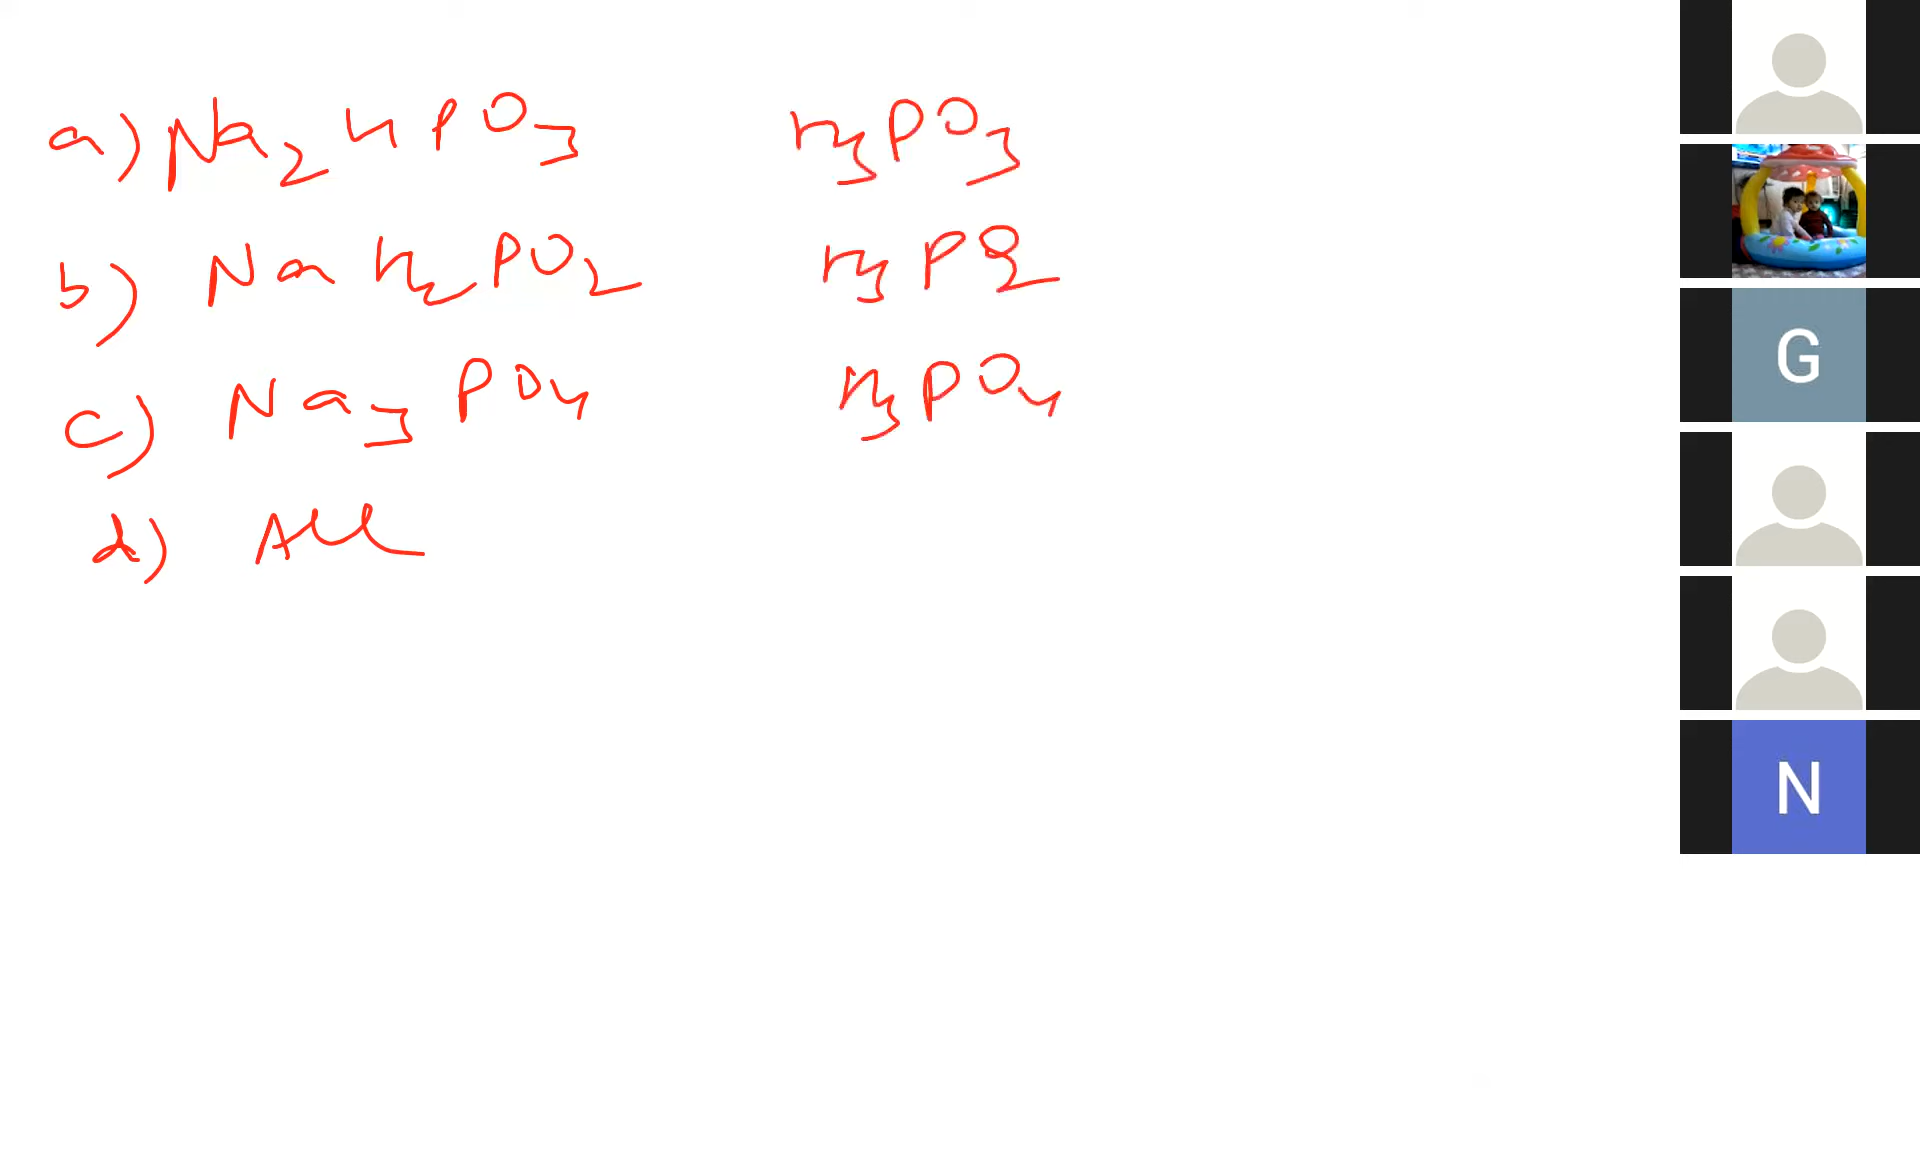 a) Na2HPO3 H3PO3
b) NaH2PO2 H3PO2
c) Na3PO4 H3PO4
d) All
G
N